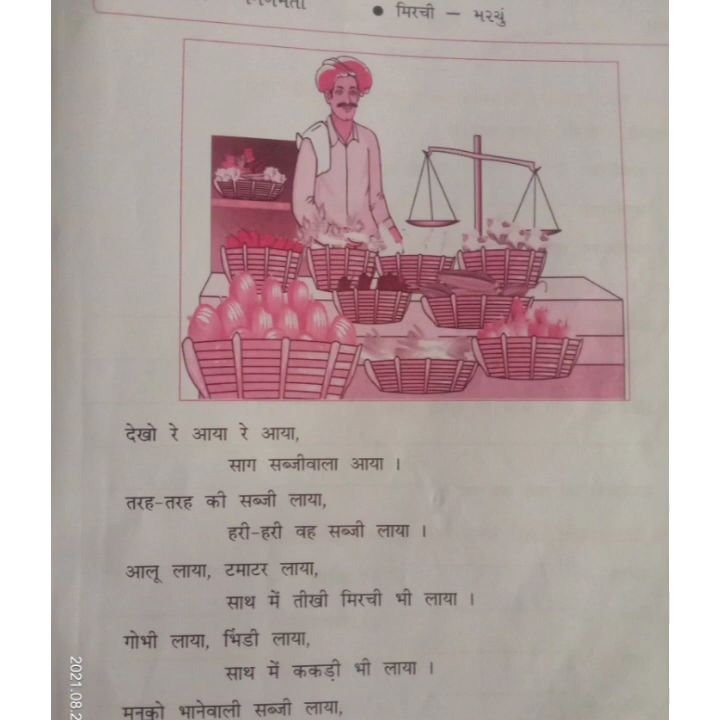 ● मिरची – મરચું
देखो रे आया रे आया,
साग सब्जीवाला आया ।
तरह-तरह की सब्जी लाया,
हरी-हरी वह सब्जी लाया ।
आलू लाया, टमाटर लाया,
साथ में तीखी मिरची भी लाया ।
गोभी लाया, भिंडी लाया,
साथ में ककड़ी भी लाया ।
मनको भानेवाली सब्जी लाया,
2021.08.2